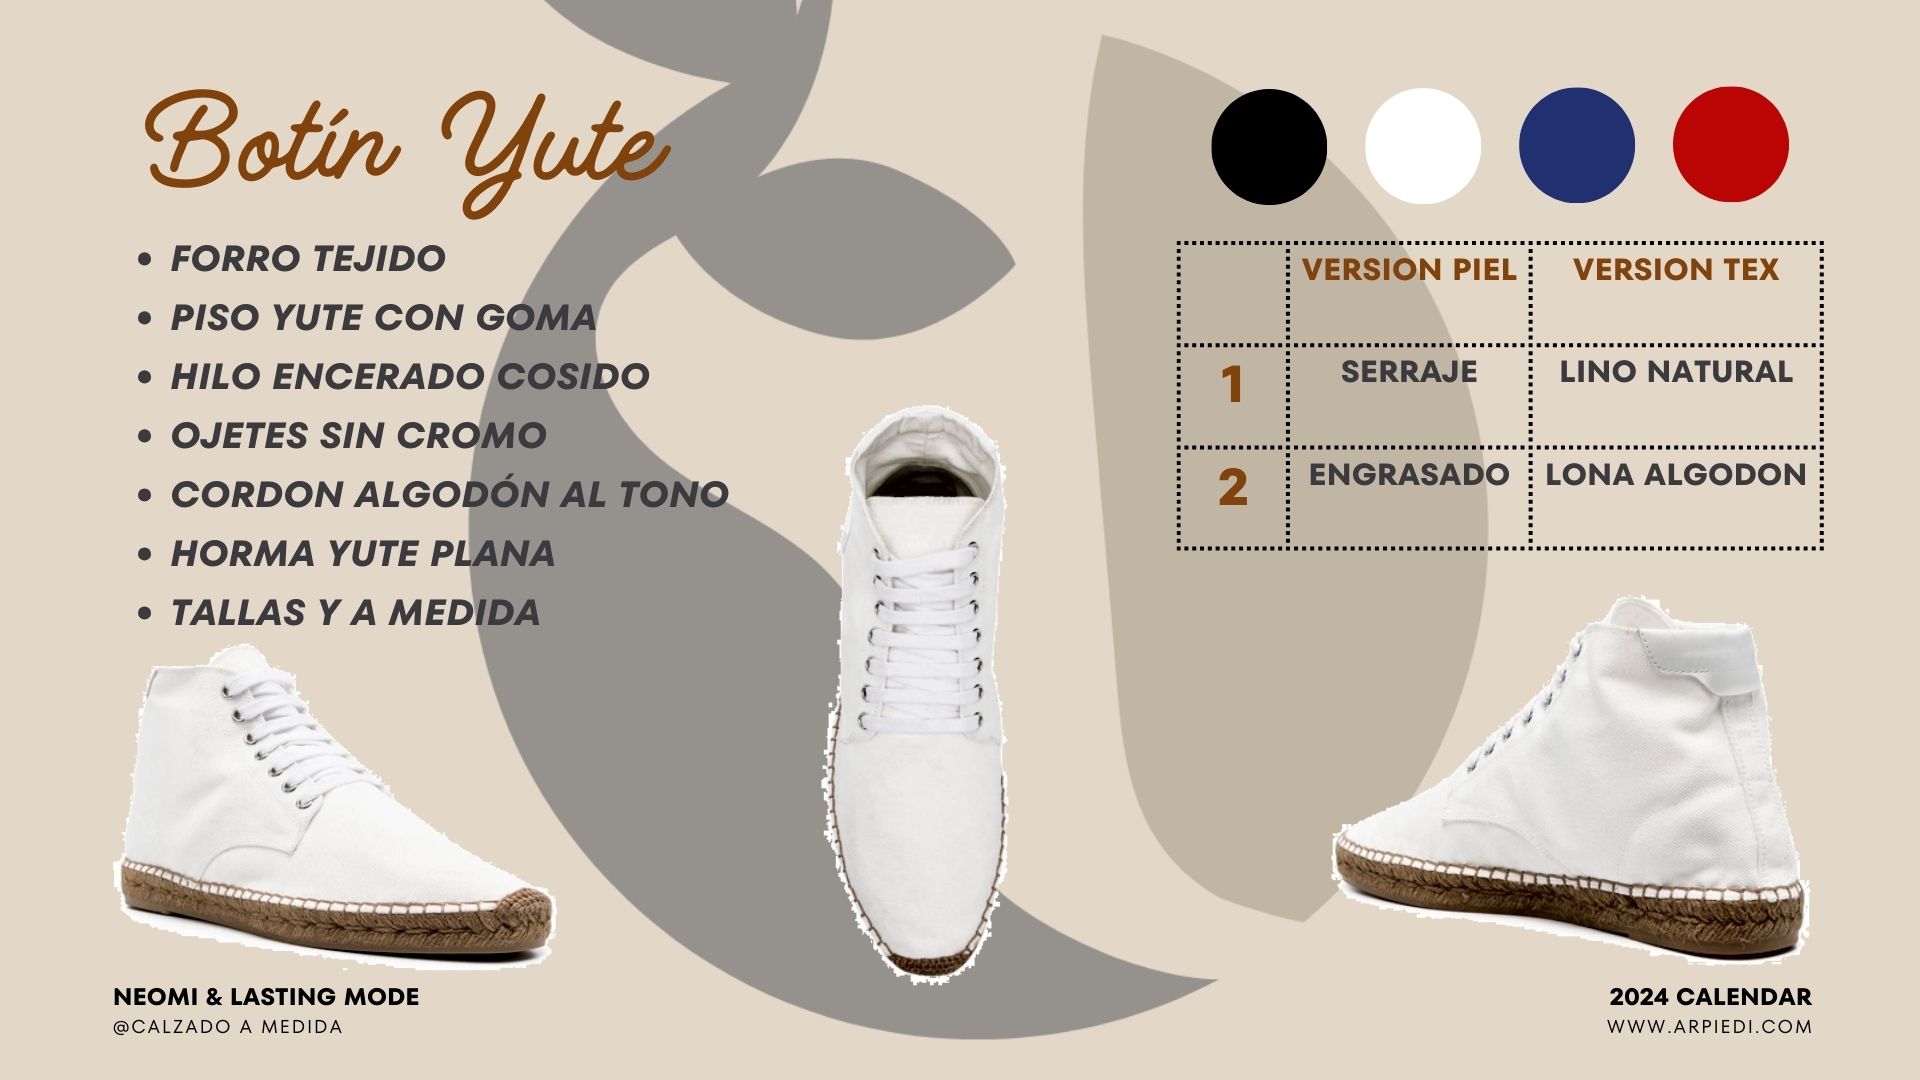 Botín Yute
FORRO TEJIDO
PISO YUTE CON GOMA
HILO ENCERADO COSIDO
OJETES SIN CROMO
CORDON ALGODÓN AL TONO
HORMA YUTE PLANA
TALLAS Y A MEDIDA
VERSION PIEL VERSION TEX
1 SERRAJE LINO NATURAL
2 ENGRASADO LONA ALGODON
NEOMI & LASTING MODE
@CALZADO A MEDIDA
2024 CALENDAR
WWW.ARPIEDI.COM